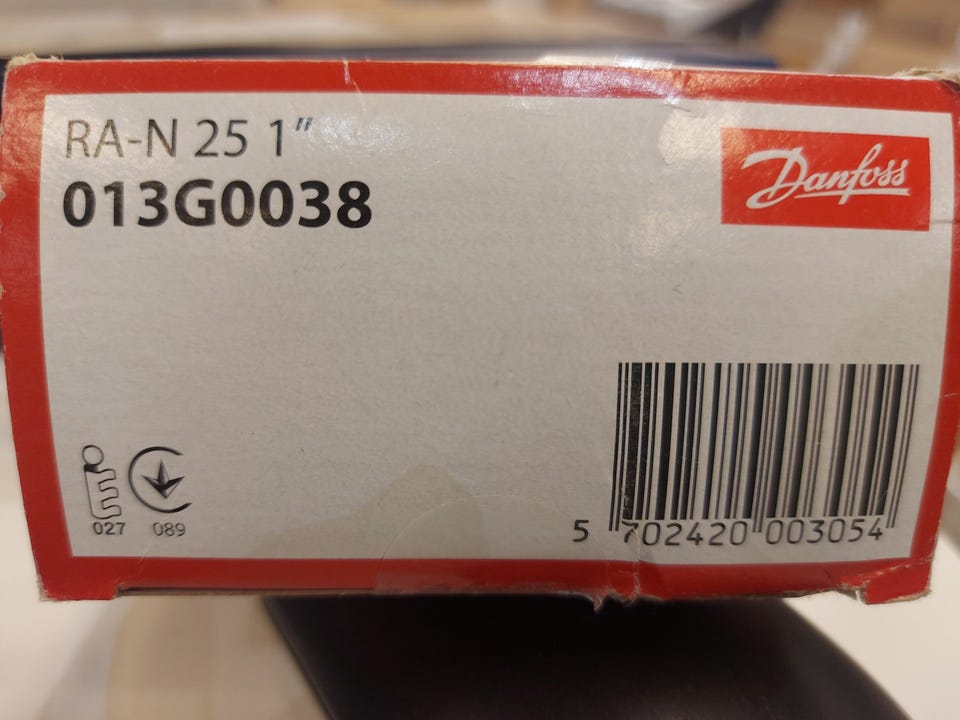 RA-N 25 1"
013G0038
Danfoss
027 089
5 702420 003054